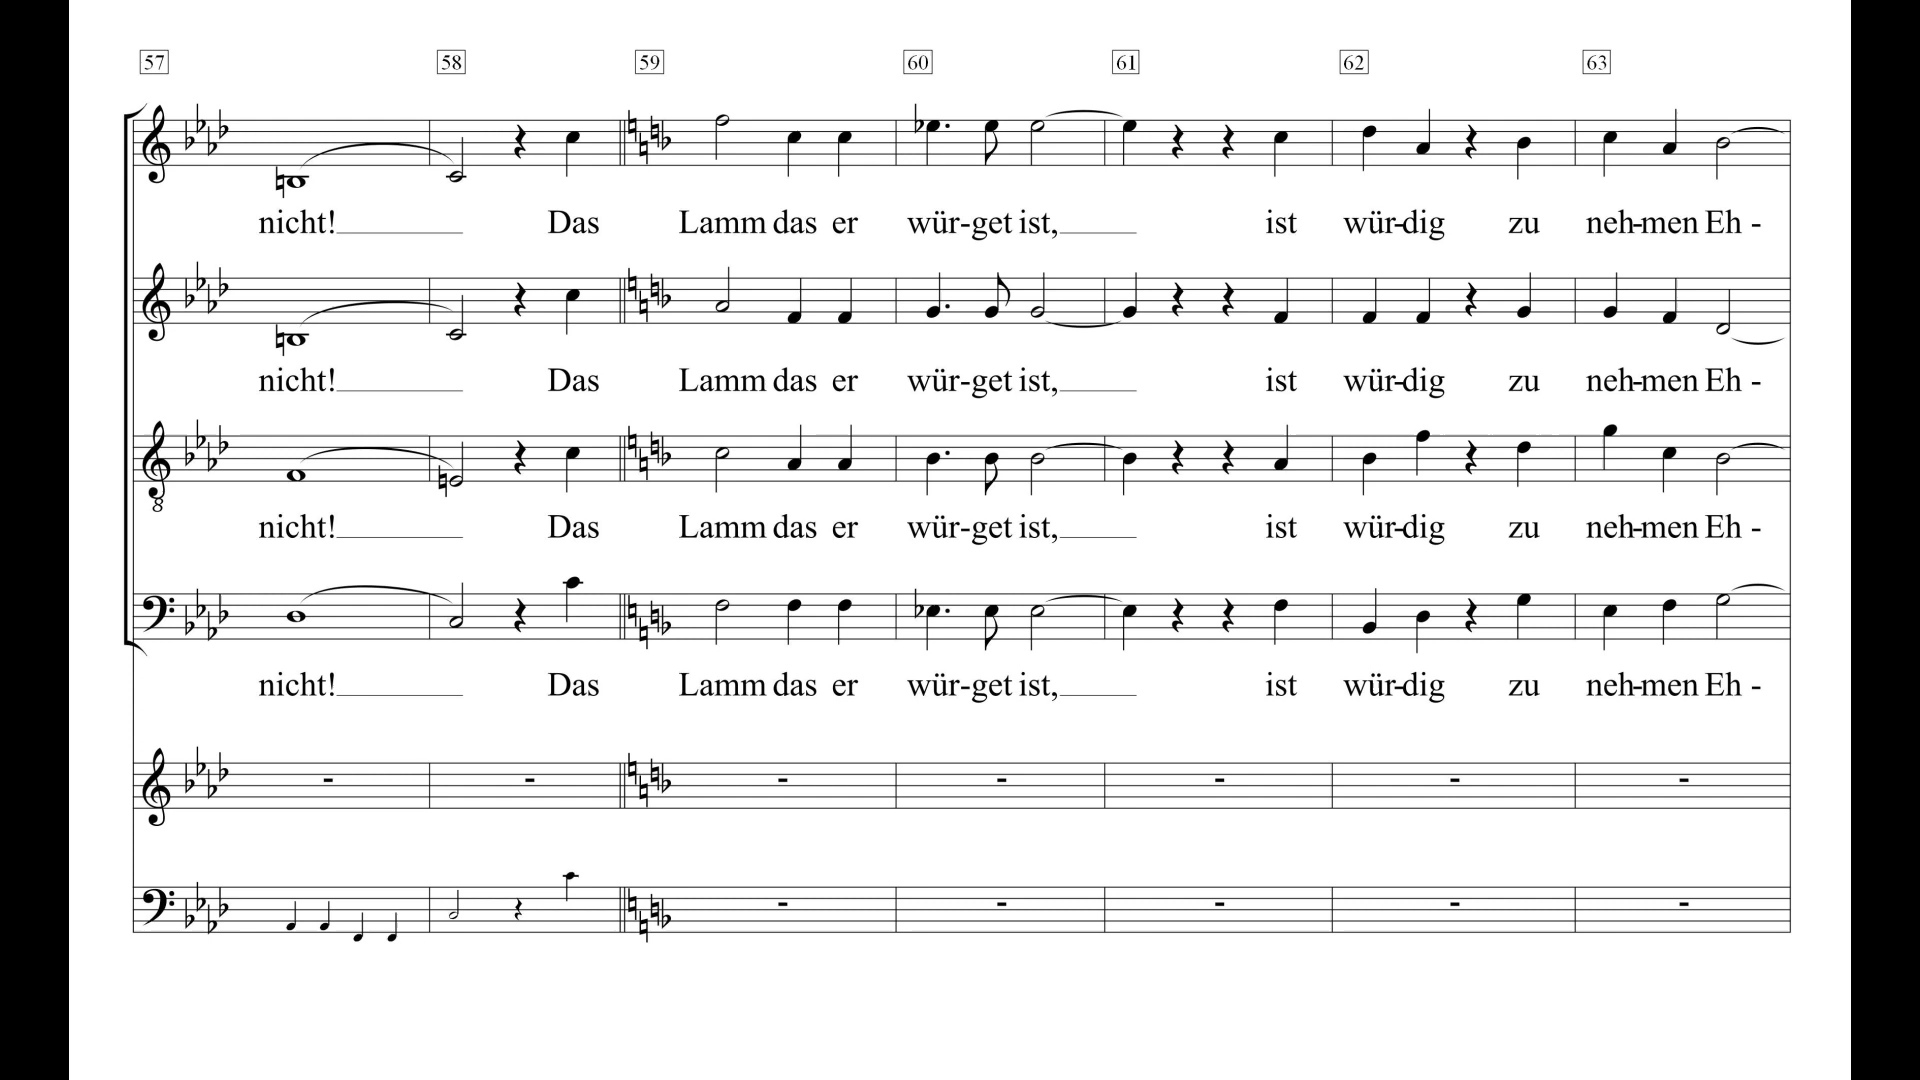 57 58 59 60 61 62 63
nicht! Das Lamm das er wür-get ist, ist wür-dig zu neh-men Eh -
nicht! Das Lamm das er wür-get ist, ist wür-dig zu neh-men Eh -
8
nicht! Das Lamm das er wür-get ist, ist wür-dig zu neh-men Eh -
nicht! Das Lamm das er wür-get ist, ist wür-dig zu neh-men Eh -